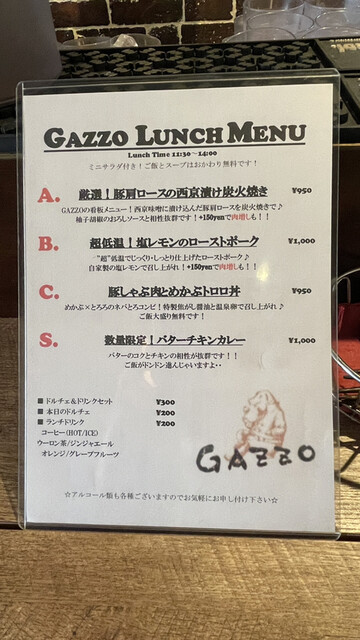 GAZZO LUNCH MENU
Lunch Time 11:30～14:00
ミニサラダ付き！ご飯とスープはおかわり無料です！
A. 厳選！豚肩ロースの西京漬け炭火焼き ¥950
GAZZOの看板メニュー！西京味噌に漬け込んだ豚肩ロースを炭火焼きで♪
柚子胡椒のおろしソースと相性抜群です！+150yenで肉増しも！！
B. 超低温！塩レモンのローストポーク ¥1,000
"超"低温でじっくり・しっとり仕上げたローストポーク♪
自家製の塩レモンで召し上がれ！+150yenで肉増しも！！
C. 豚しゃぶ肉とめかぶトロロ丼 ¥950
めかぶ×とろろのネバとろコンビ！特製焦がし醤油と温泉卵で召し上がれ♪
ご飯大盛り無料です！
S. 数量限定！バターチキンカレー ¥1,000
バターのコクとチキンの相性が抜群です！！
ご飯がドンドン進んじゃいますよ・・
■ ドルチェ&ドリンクセット ¥300
■ 本日のドルチェ ¥200
■ ランチドリンク ¥200
コーヒー(HOT/ICE)
ウーロン茶/ジンジャエール
オレンジ/グレープフルーツ
GAZZO
☆アルコール類も各種ございますのでお気軽にお申し付け下さい☆